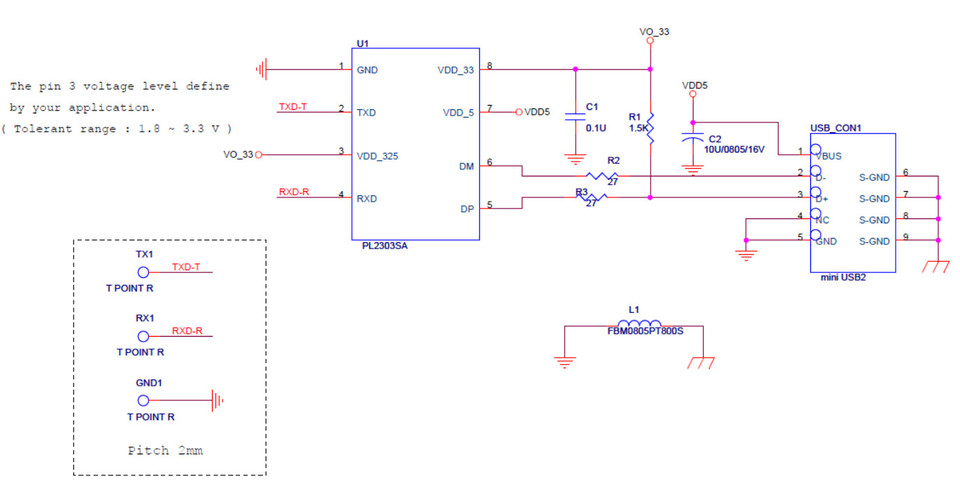 The pin 3 voltage level define
by your application.
( Tolerant range : 1.8 ~ 3.3 V )
U1
1 GND
TXD-T 2 TXD
VO_33 3 VDD_325
RXD-R 4 RXD
VDD_33 8
VDD_5 7 VDD5
DM 6
DP 5
PL2303SA
VO_33
C1
0.1U
R1
1.5K
R2
27
R3
27
VDD5
C2
10U/0805/16V
USB_CON1
1 VBUS
2 D-
3 D+
4 NC
5 GND
S-GND 6
S-GND 7
S-GND 8
S-GND 9
mini USB2
TX1
TXD-T
T POINT R
RX1
RXD-R
T POINT R
GND1
T POINT R
Pitch 2mm
L1
FBM0805PT800S